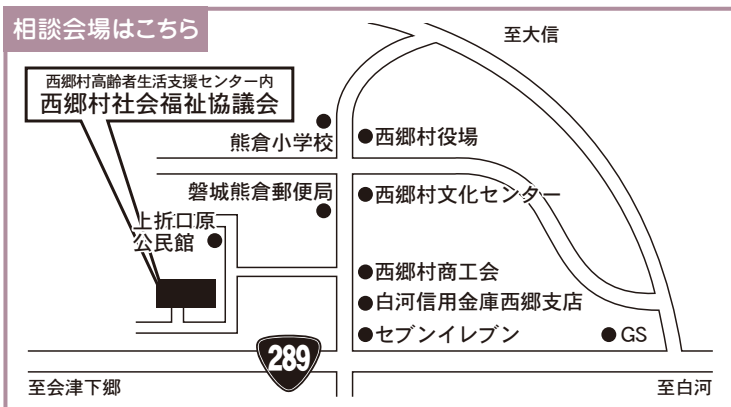 相談会場はこちら
至大信
西郷村高齢者生活支援センター内
西郷村社会福祉協議会
熊倉小学校
西郷村役場
磐城熊倉郵便局
西郷村文化センター
上折口原
公民館
西郷村商工会
白河信用金庫西郷支店
セブンイレブン
GS
289
至会津下郷
至白河